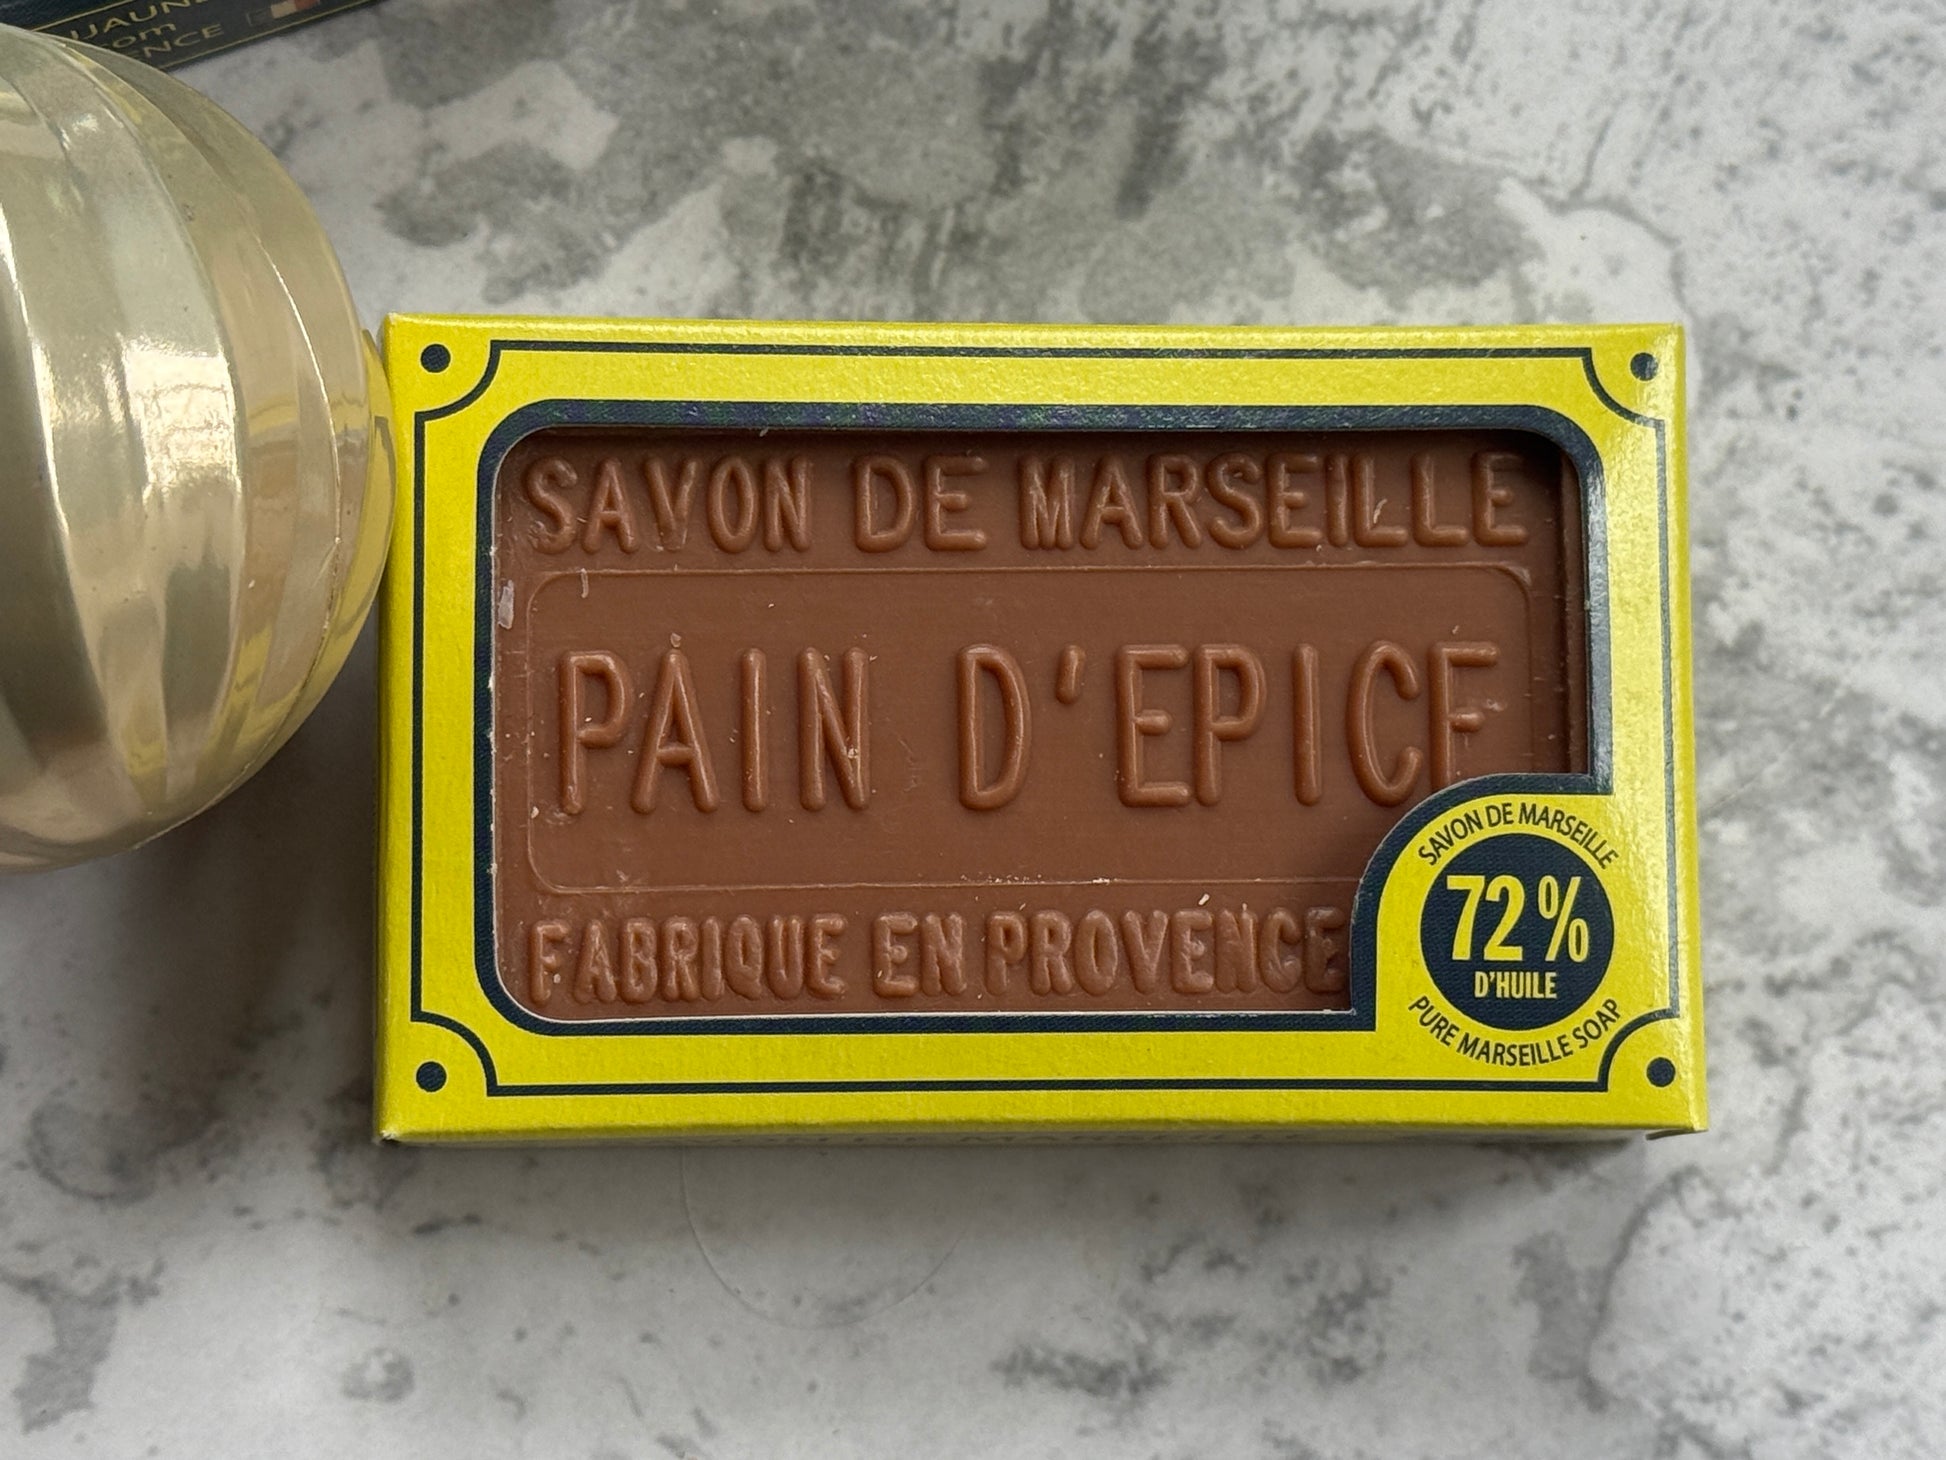 SAVON DE MARSEILLE
PAIN D'EPICE
FABRIQUE EN PROVENCE
SAVON DE MARSEILLE
72%
D'HUILE
PURE MARSEILLE SOAP